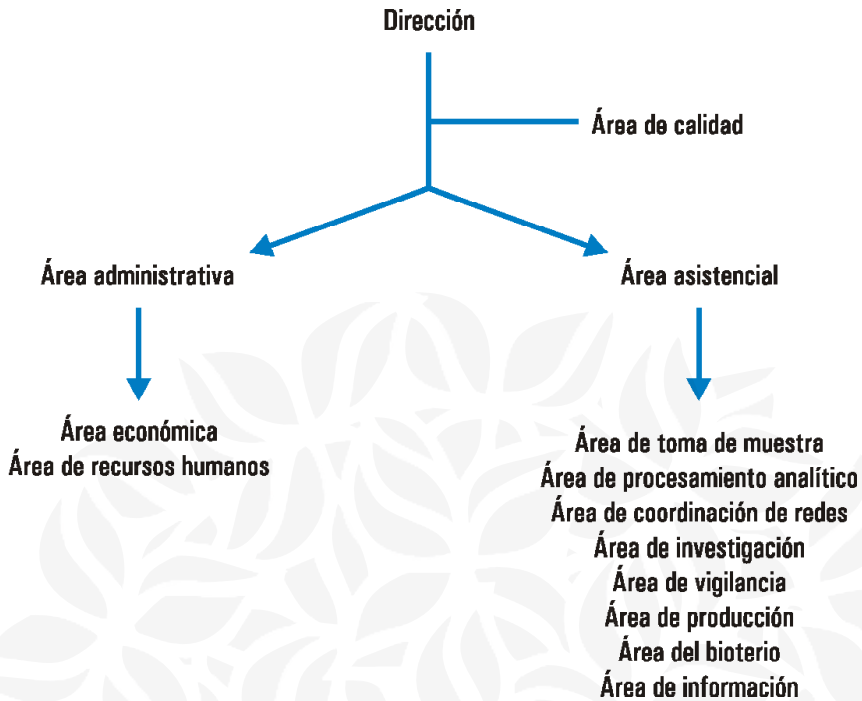 Dirección
Área de calidad
Área administrativa
Área asistencial
Área económica
Área de recursos humanos
Área de toma de muestra
Área de procesamiento analítico
Área de coordinación de redes
Área de investigación
Área de vigilancia
Área de producción
Área del bioterio
Área de información